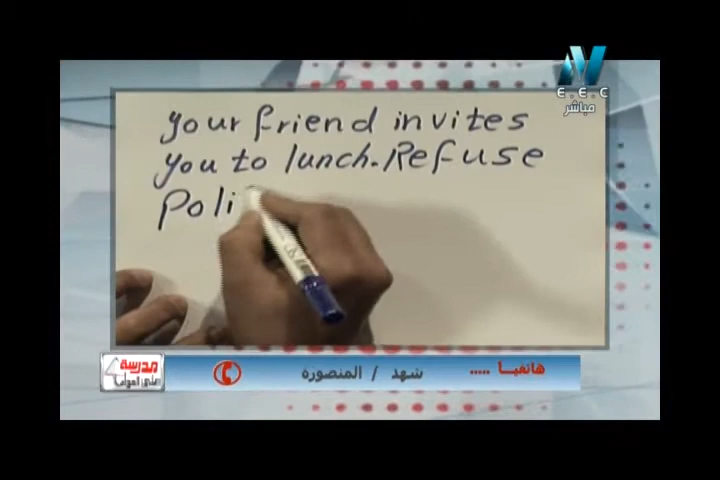 E.E.C
مباشر
your friend invites
you to lunch. Refuse
Poli
مدرسة
على الهواء
هاتفيا .....
شهد / المنصورة